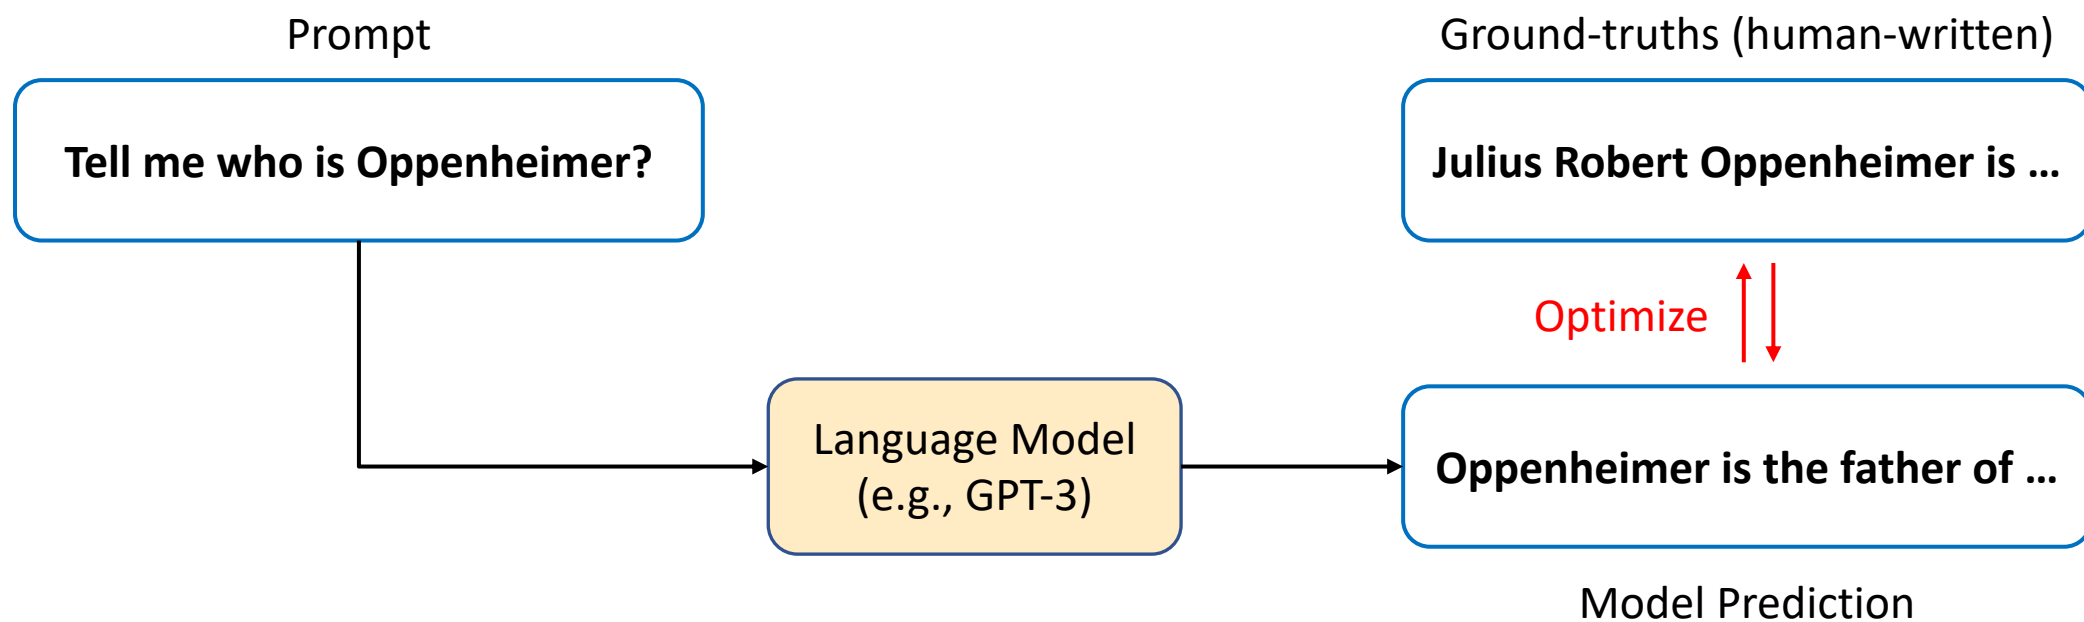 Prompt
Ground-truths (human-written)
Tell me who is Oppenheimer?
Julius Robert Oppenheimer is ...
Optimize
Language Model
(e.g., GPT-3)
Oppenheimer is the father of ...
Model Prediction